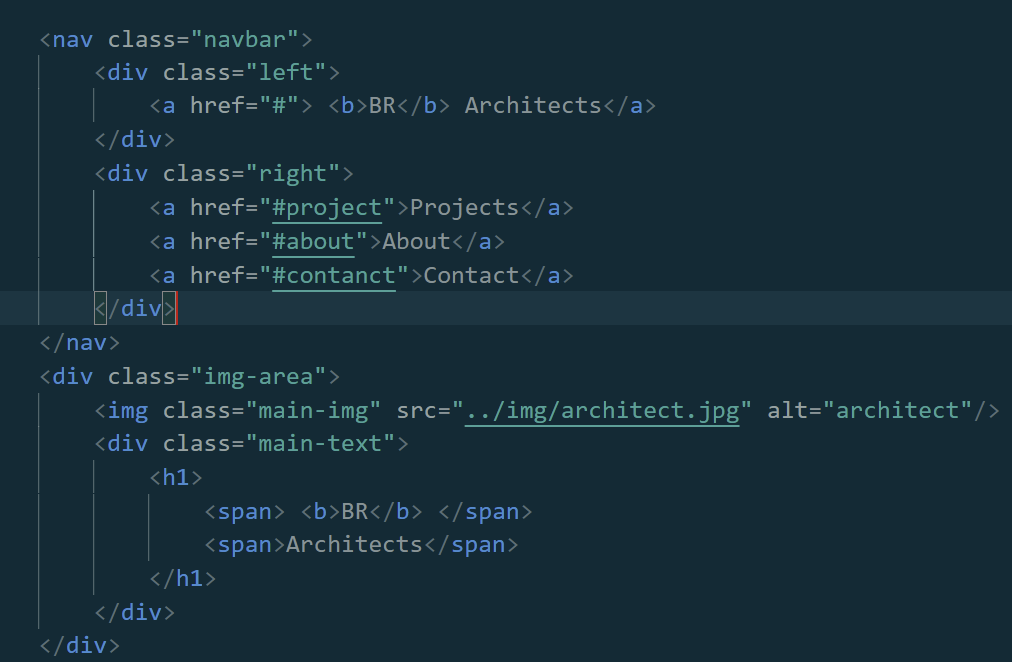 <nav class="navbar">
    <div class="left">
        <a href="#"> <b>BR</b> Architects</a>
    </div>
    <div class="right">
        <a href="#project">Projects</a>
        <a href="#about">About</a>
        <a href="#contanct">Contact</a>
    </div>
</nav>
<div class="img-area">
    <img class="main-img" src="../img/architect.jpg" alt="architect"/>
    <div class="main-text">
        <h1>
            <span> <b>BR</b> </span>
            <span>Architects</span>
        </h1>
    </div>
</div>